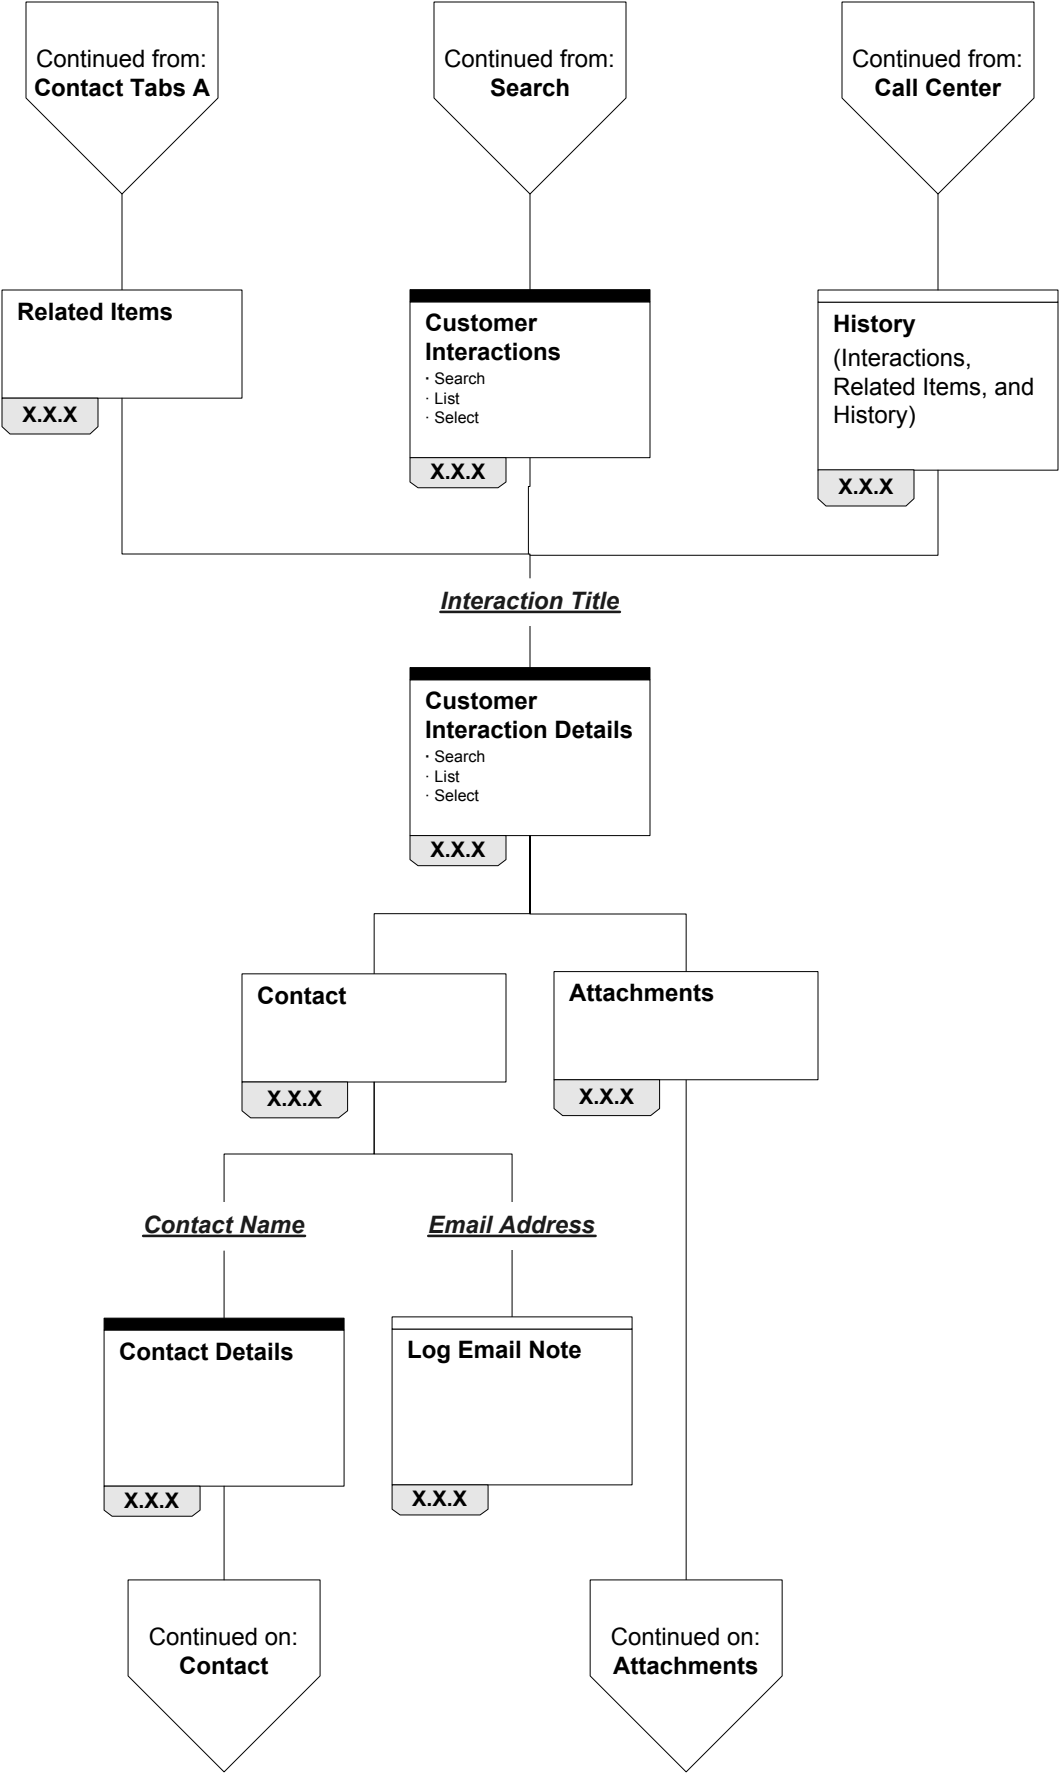 Continued from:
Contact Tabs A
Continued from:
Search
Continued from:
Call Center
Related Items
X.X.X
Customer
Interactions
· Search
· List
· Select
X.X.X
History
(Interactions,
Related Items, and
History)
X.X.X
Interaction Title
Customer
Interaction Details
· Search
· List
· Select
X.X.X
Contact
X.X.X
Attachments
X.X.X
Contact Name
Email Address
Contact Details
X.X.X
Log Email Note
X.X.X
Continued on:
Contact
Continued on:
Attachments